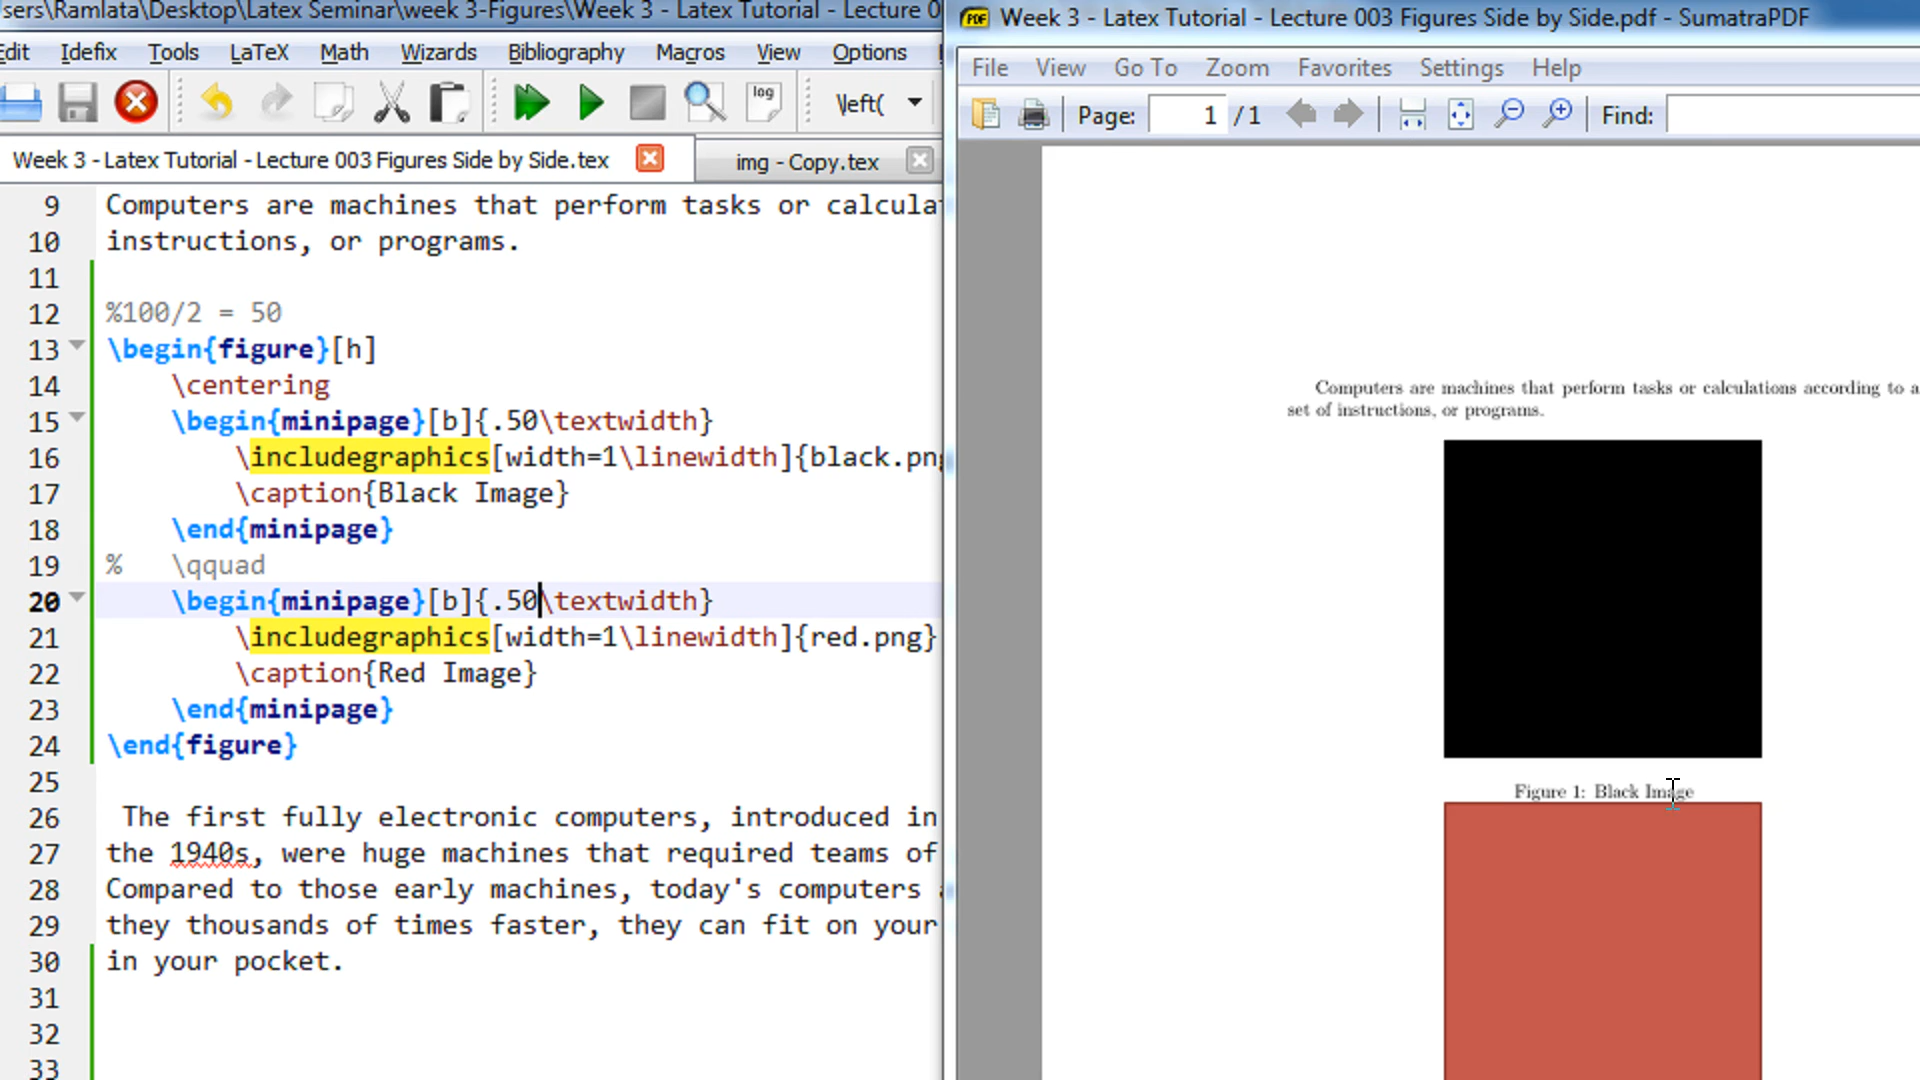 sers\Ramlata\Desktop\Latex Seminar\week 3-Figures\Week 3 - Latex Tutorial - Lecture 0
Edit Idefix Tools LaTeX Math Wizards Bibliography Macros View Options
log \left(
Week 3 - Latex Tutorial - Lecture 003 Figures Side by Side.tex img - Copy.tex
9 Computers are machines that perform tasks or calcula
10 instructions, or programs.
11
12 %100/2 = 50
13 \begin{figure}[h]
14 \centering
15 \begin{minipage}[b]{.50\textwidth}
16 \includegraphics[width=1\linewidth]{black.png
17 \caption{Black Image}
18 \end{minipage}
19 % \qquad
20 \begin{minipage}[b]{.50\textwidth}
21 \includegraphics[width=1\linewidth]{red.png}
22 \caption{Red Image}
23 \end{minipage}
24 \end{figure}
25
26 The first fully electronic computers, introduced in
27 the 1940s, were huge machines that required teams of
28 Compared to those early machines, today's computers
29 they thousands of times faster, they can fit on your
30 in your pocket.
31
32
33
PDF Week 3 - Latex Tutorial - Lecture 003 Figures Side by Side.pdf - SumatraPDF
File View Go To Zoom Favorites Settings Help
Page: 1 / 1 Find:
Computers are machines that perform tasks or calculations according to a
set of instructions, or programs.
Figure 1: Black Image